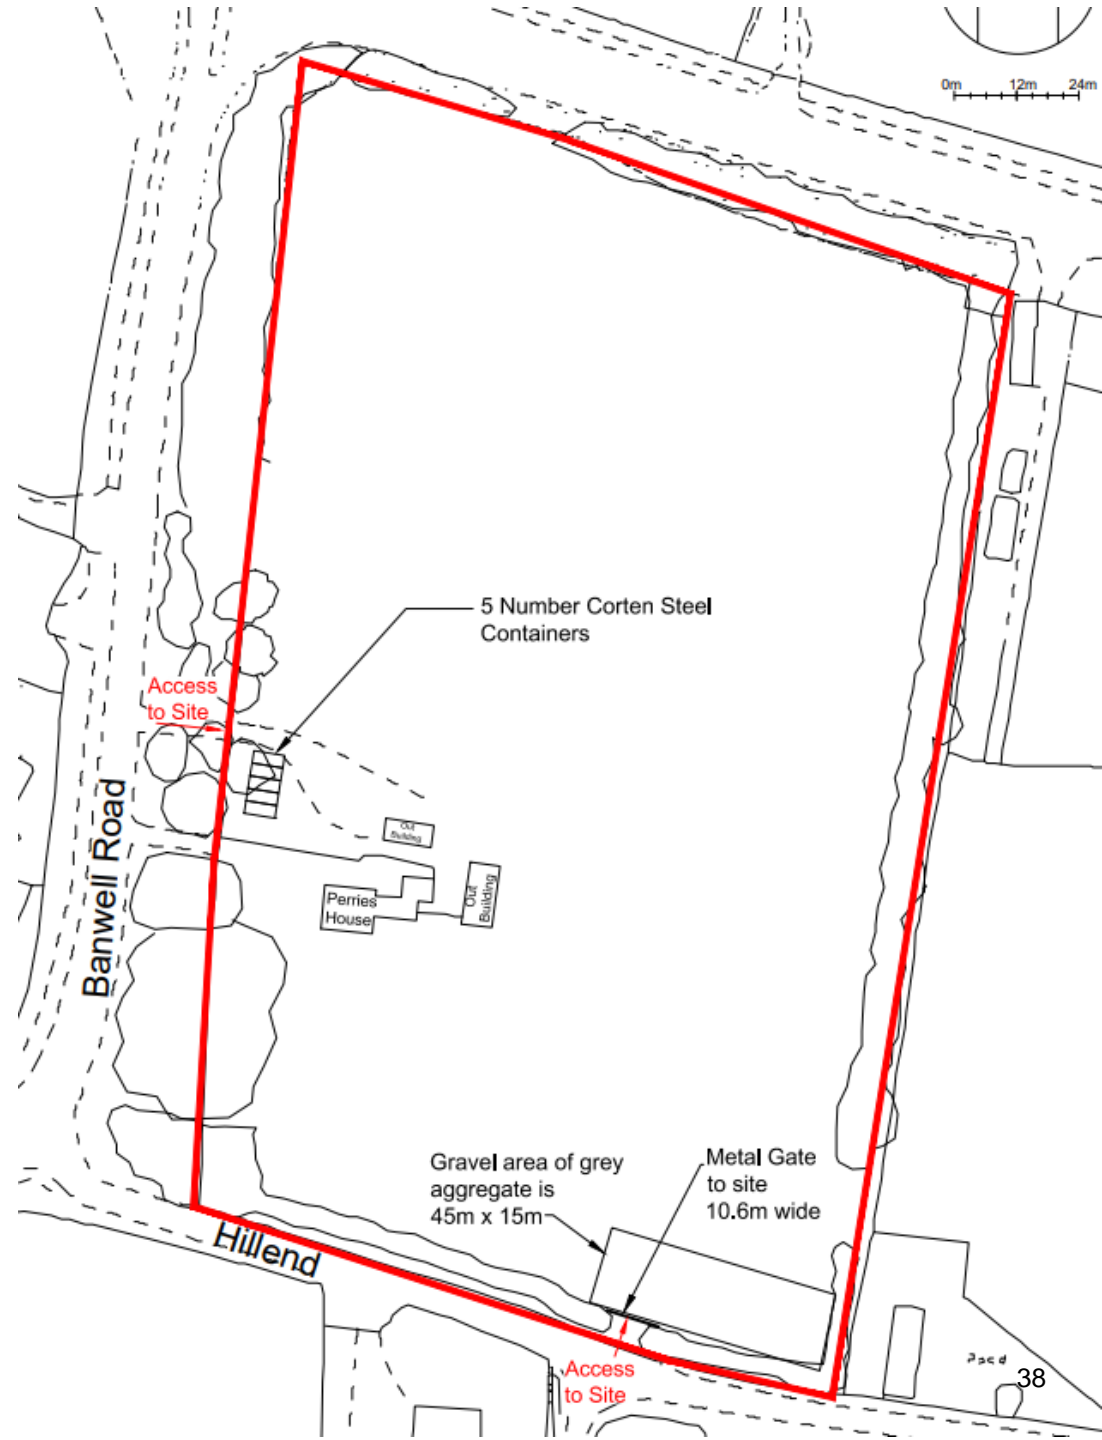 0m 12m 24m
5 Number Corten Steel
Containers
Access
to Site
Banwell Road
Out
Building
Perries
House
Out
Building
Gravel area of grey
aggregate is
45m x 15m
Metal Gate
to site
10.6m wide
Hillend
Access
to Site
38